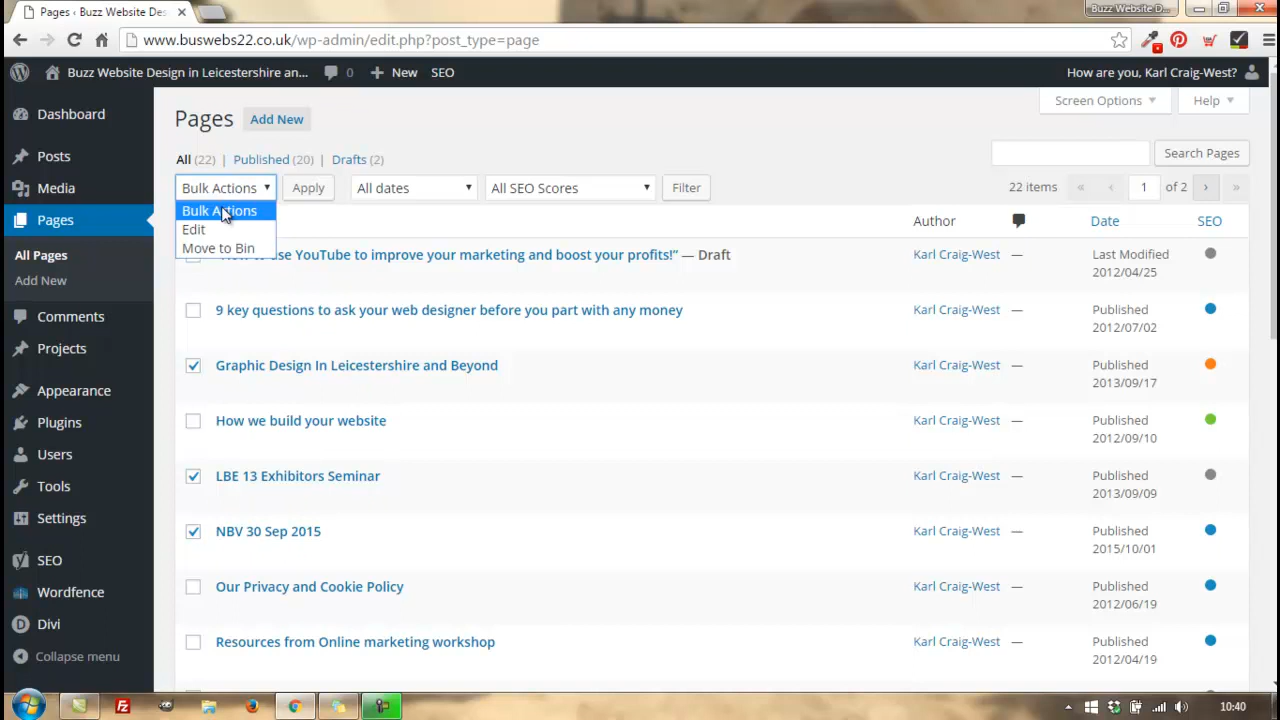 Pages ‹ Buzz Website Des
Buzz Website D...
www.buswebs22.co.uk/wp-admin/edit.php?post_type=page
Buzz Website Design in Leicestershire an... 0 New SEO
How are you, Karl Craig-West?
Dashboard
Posts
Media
Pages
All Pages
Add New
Comments
Projects
Appearance
Plugins
Users
Tools
Settings
SEO
Wordfence
Divi
Collapse menu
Screen Options Help
Pages Add New
All (22) | Published (20) | Drafts (2)
Search Pages
Bulk Actions Apply All dates All SEO Scores Filter
22 items « ‹ 1 of 2 › »
Bulk Actions
Edit
Move to Bin
Author Date SEO
use YouTube to improve your marketing and boost your profits!” — Draft Karl Craig-West — Last Modified
2012/04/25
9 key questions to ask your web designer before you part with any money Karl Craig-West — Published
2012/07/02
Graphic Design In Leicestershire and Beyond Karl Craig-West — Published
2013/09/17
How we build your website Karl Craig-West — Published
2012/09/10
LBE 13 Exhibitors Seminar Karl Craig-West — Published
2013/09/09
NBV 30 Sep 2015 Karl Craig-West — Published
2015/10/01
Our Privacy and Cookie Policy Karl Craig-West — Published
2012/06/19
Resources from Online marketing workshop Karl Craig-West — Published
2012/04/19
10:40